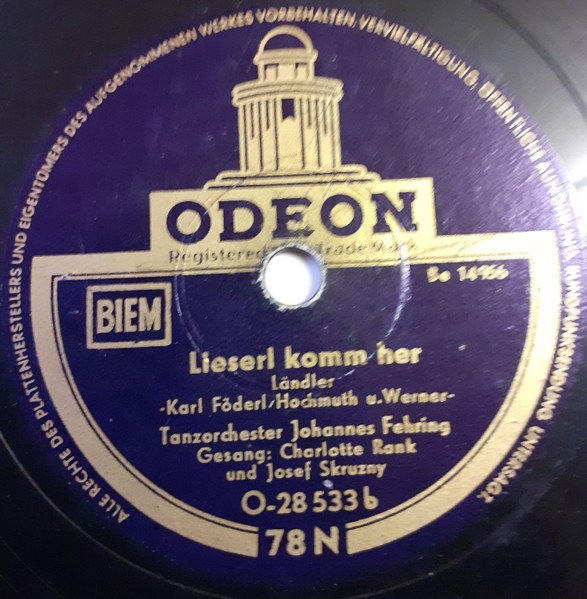 ALLE RECHTE DES PLATTENHERSTELLERS UND EIGENTÜMERS DES AUFGENOMMENEN WERKES VORBEHALTEN, VERVIELFÄLTIGUNG, ÖFFENTLICHE AUFFÜHRUNG, RUNDFUNKSENDUNG UNTERSAGT.
ODEON
Registered Trade Mark
Be 14966
BIEM
Lieserl komm her
Ländler
-Karl Föderl/Hochmuth u. Werner-
Tanzorchester Johannes Fehring
Gesang: Charlotte Rank
und Josef Skruzny
O-28 533 b
78 N